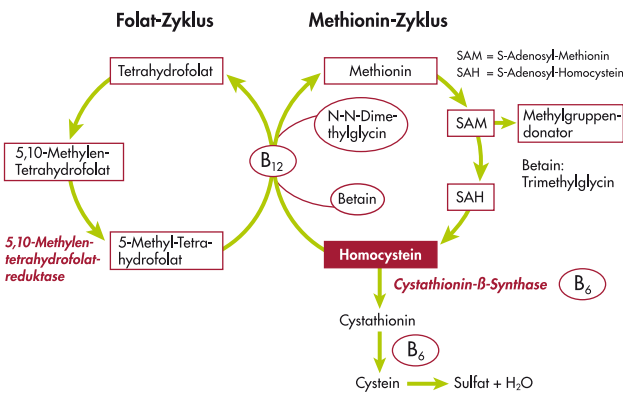 Folat-Zyklus
Methionin-Zyklus
SAM = S-Adenosyl-Methionin
SAH = S-Adenosyl-Homocystein
Tetrahydrofolat
Methionin
N-N-Dime-
thylglycin
SAM
Methylgruppen-
donator
5,10-Methylen-
Tetrahydrofolat
B12
Betain:
Trimethylglycin
Betain
SAH
5,10-Methylen-
tetrahydrofolat-
reduktase
5-Methyl-Tetra-
hydrofolat
Homocystein
Cystathionin-ß-Synthase
B6
Cystathionin
B6
Cystein
Sulfat + H2O